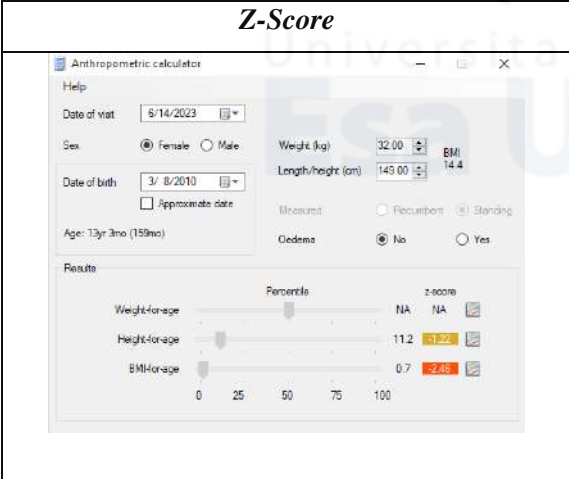 Z-Score
Universita
Esa U
Anthropometric calculator
Help
Date of visit 6/14/2023
Sex Female Male
Weight (kg) 32.00
BMI
14.4
Length/height (cm) 149.00
Date of birth 3/ 8/2010
Approximate date
Measured Recumbent Standing
Age: 13yr 3mo (159mo)
Oedema No Yes
Results
Percentile z-score
Weight-for-age NA NA
Height-for-age 11.2 -1.22
BMI-for-age 0.7 -2.46
0 25 50 75 100